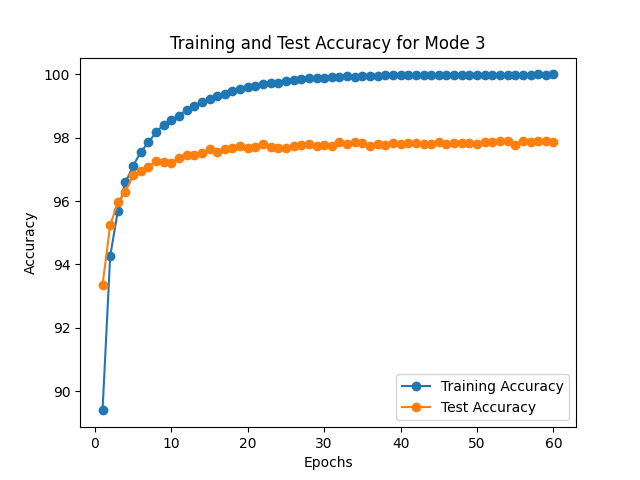 Training and Test Accuracy for Mode 3
Accuracy
100
98
96
94
92
90
0 10 20 30 40 50 60
Epochs
Training Accuracy
Test Accuracy